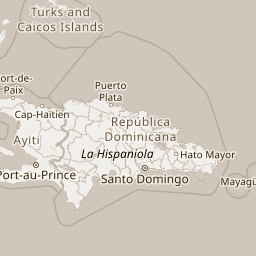 Turks and
Caicos Islands
ort-de-
Paix
Puerto
Plata
Cap-Haïtien
República
Dominicana
Ayiti
La Hispaniola
Hato Mayor
Port-au-Prince
Santo Domingo
Mayagü